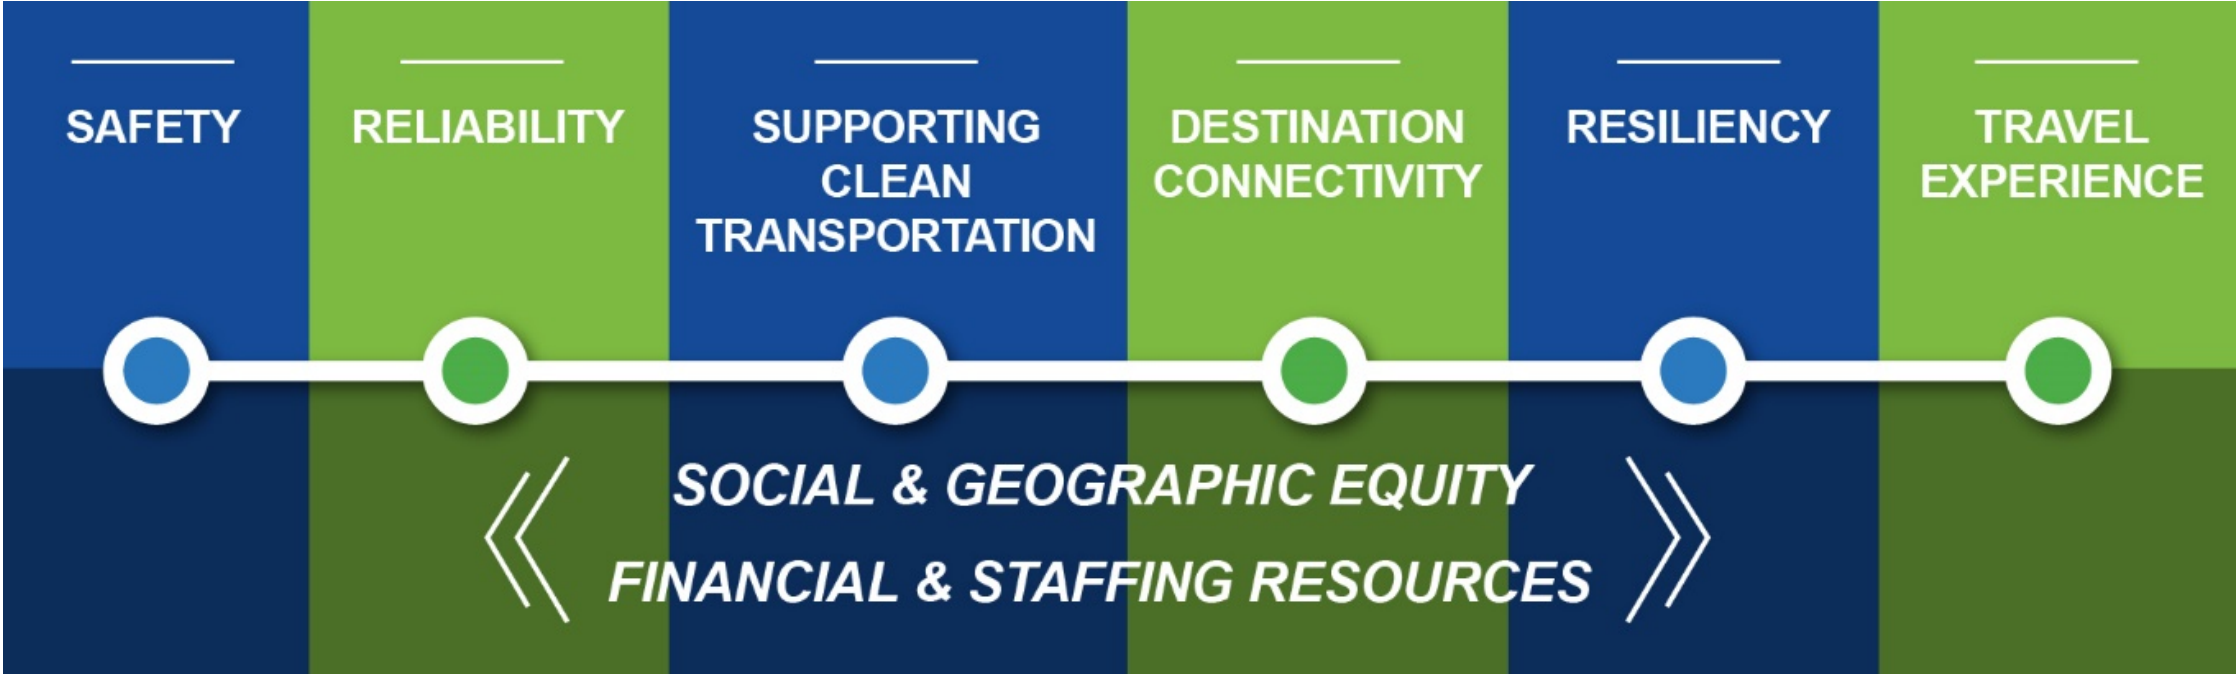 SAFETY
RELIABILITY
SUPPORTING
CLEAN
TRANSPORTATION
DESTINATION
CONNECTIVITY
RESILIENCY
TRAVEL
EXPERIENCE
SOCIAL & GEOGRAPHIC EQUITY
FINANCIAL & STAFFING RESOURCES